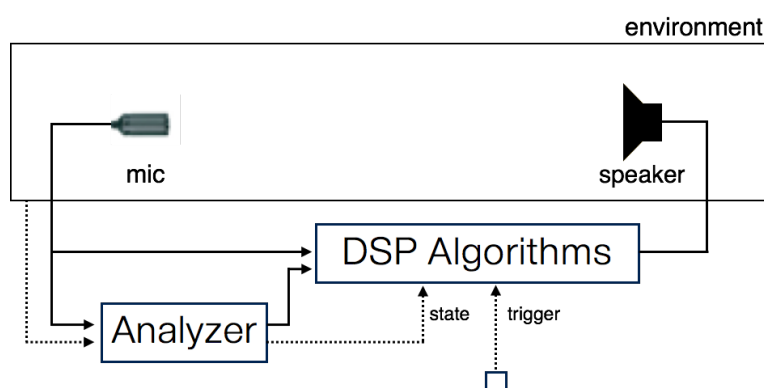 environment
mic
speaker
DSP Algorithms
state
trigger
Analyzer